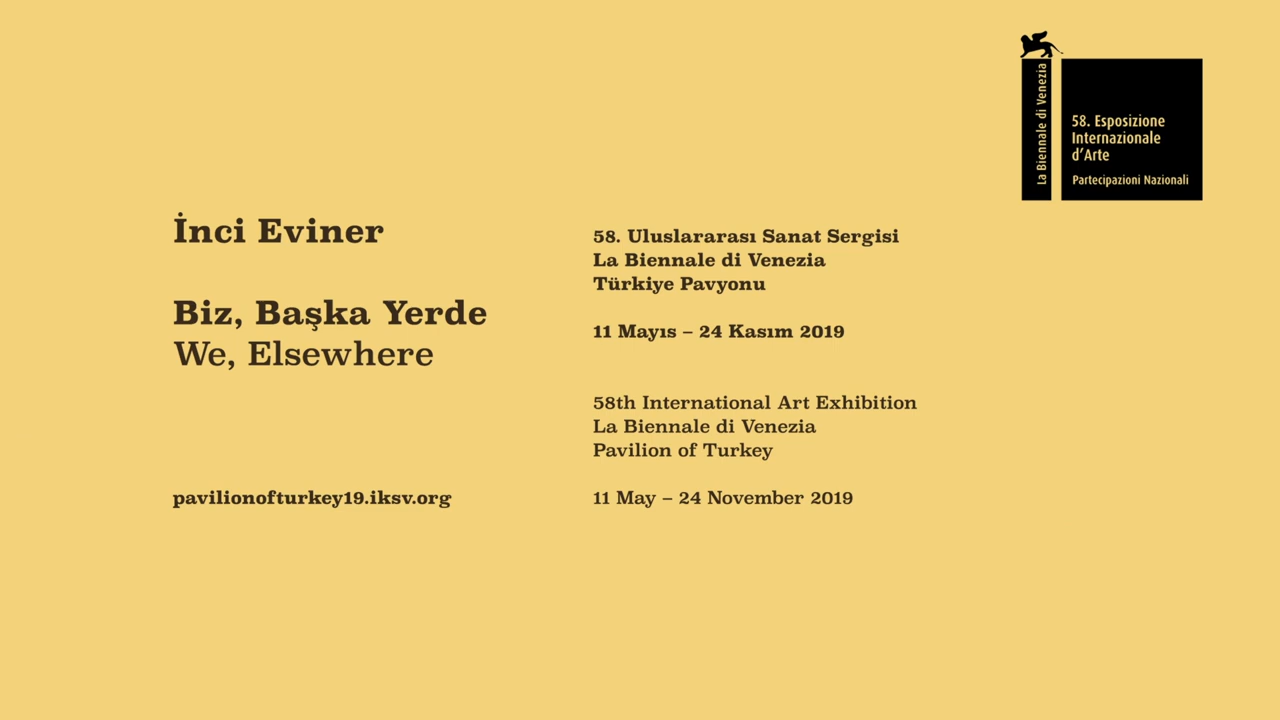 La Biennale di Venezia
58. Esposizione
Internazionale
d'Arte
Partecipazioni Nazionali
İnci Eviner
Biz, Başka Yerde
We, Elsewhere
pavilionofturkey19.iksv.org
58. Uluslararası Sanat Sergisi
La Biennale di Venezia
Türkiye Pavyonu
11 Mayıs – 24 Kasım 2019
58th International Art Exhibition
La Biennale di Venezia
Pavilion of Turkey
11 May – 24 November 2019